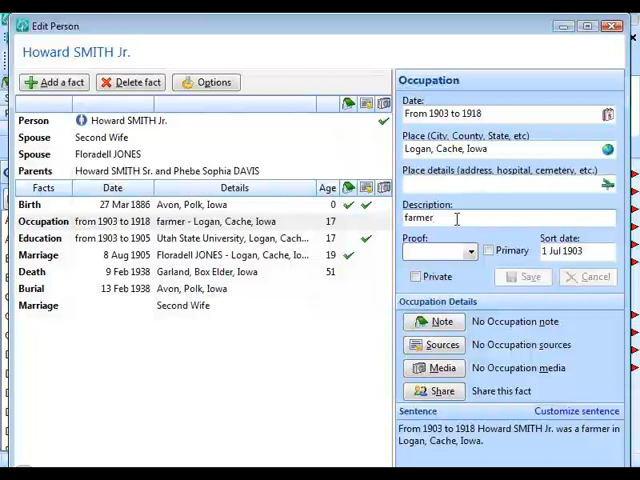 Edit Person
Howard SMITH Jr.
Add a fact
Delete fact
Options
Person Howard SMITH Jr.
Spouse Second Wife
Spouse Floradell JONES
Parents Howard SMITH Sr. and Phebe Sophia DAVIS
Facts Date Details Age
Birth 27 Mar 1886 Avon, Polk, Iowa 0
Occupation from 1903 to 1918 farmer - Logan, Cache, Iowa 17
Education from 1903 to 1905 Utah State University, Logan, Cach... 17
Marriage 8 Aug 1905 Floradell JONES - Logan, Cache, Io... 19
Death 9 Feb 1938 Garland, Box Elder, Iowa 51
Burial 13 Feb 1938 Avon, Polk, Iowa
Marriage Second Wife
Occupation
Date:
From 1903 to 1918
Place (City, County, State, etc)
Logan, Cache, Iowa
Place details (address, hospital, cemetery, etc.)
Description:
farmer
Proof:
Primary
Sort date:
1 Jul 1903
Private
Save
Cancel
Occupation Details
Note No Occupation note
Sources No Occupation sources
Media No Occupation media
Share Share this fact
Sentence Customize sentence
From 1903 to 1918 Howard SMITH Jr. was a farmer in
Logan, Cache, Iowa.